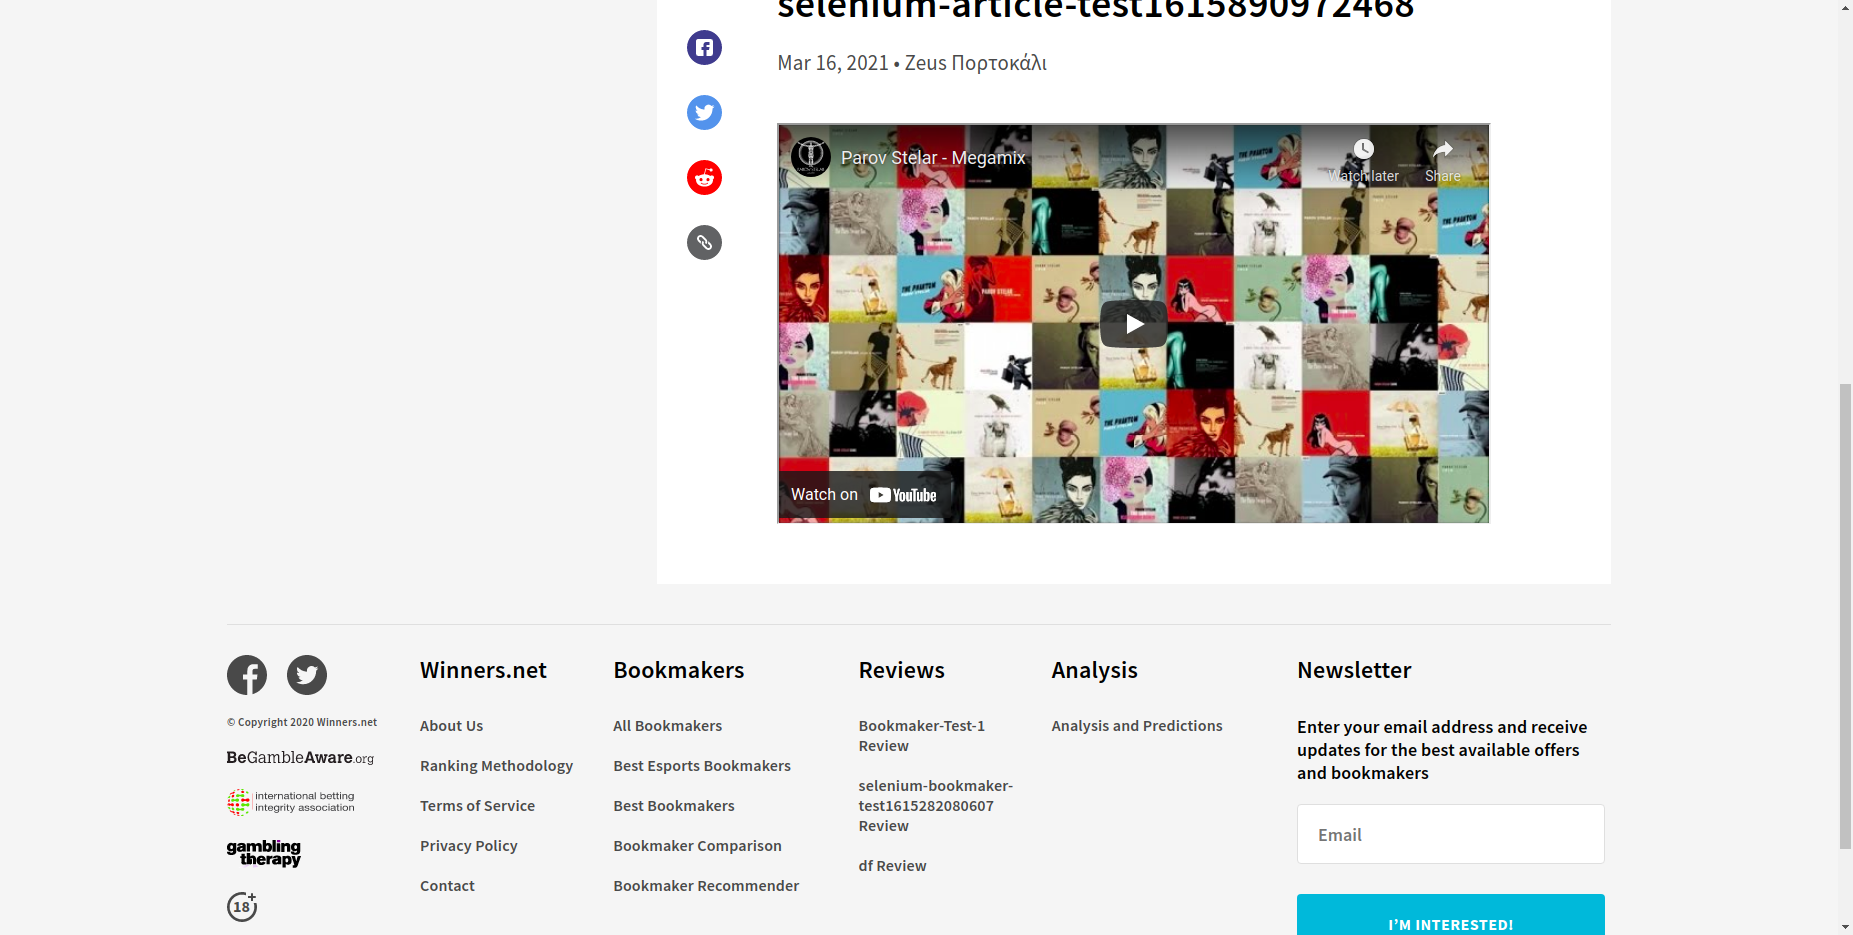 selenium-article-test1615890972468
Mar 16, 2021 • Zeus Πορτοκάλι
Parov Stelar - Megamix
Watch later
Share
Watch on YouTube
Winners.net
Bookmakers
Reviews
Analysis
Newsletter
© Copyright 2020 Winners.net
BeGambleAware.org
international betting
integrity association
gambling
therapy
18+
About Us
Ranking Methodology
Terms of Service
Privacy Policy
Contact
All Bookmakers
Best Esports Bookmakers
Best Bookmakers
Bookmaker Comparison
Bookmaker Recommender
Bookmaker-Test-1
Review
selenium-bookmaker-
test1615282080607
Review
df Review
Analysis and Predictions
Enter your email address and receive
updates for the best available offers
and bookmakers
Email
I'M INTERESTED!